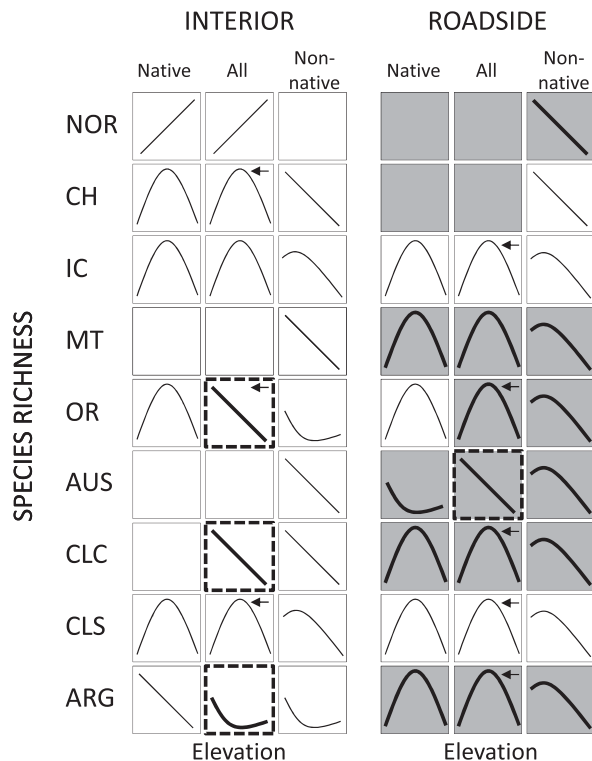 INTERIOR ROADSIDE
Native All Non-native Native All Non-native
NOR
CH
IC
MT
OR
AUS
CLC
CLS
ARG
SPECIES RICHNESS
Elevation Elevation